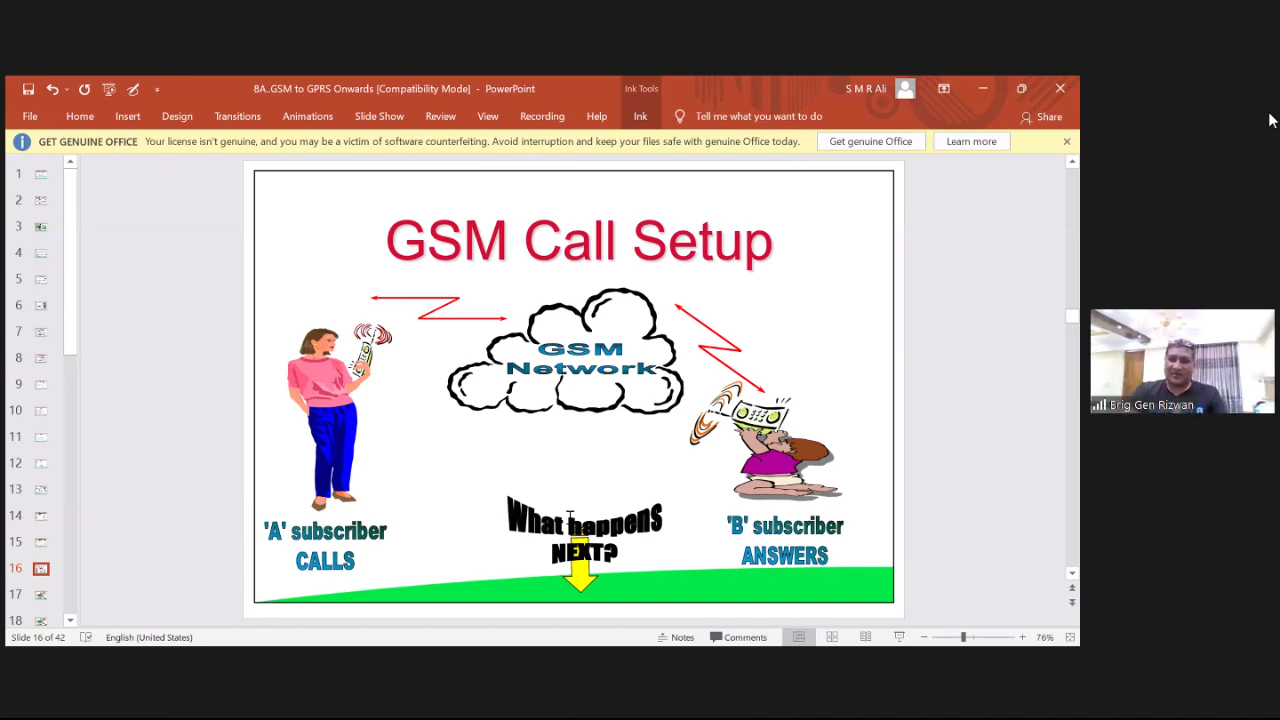 8A..GSM to GPRS Onwards [Compatibility Mode] - PowerPoint
Ink Tools
S M R Ali
File Home Insert Design Transitions Animations Slide Show Review View Recording Help Ink Tell me what you want to do Share
GET GENUINE OFFICE Your license isn't genuine, and you may be a victim of software counterfeiting. Avoid interruption and keep your files safe with genuine Office today. Get genuine Office Learn more
1
2
3
4
5
6
7
8
9
10
11
12
13
14
15
16
17
18
GSM Call Setup
GSM
Network
'A' subscriber
CALLS
What happens
NEXT?
'B' subscriber
ANSWERS
Brig Gen Rizwan
Slide 16 of 42 English (United States) Notes Comments 76%